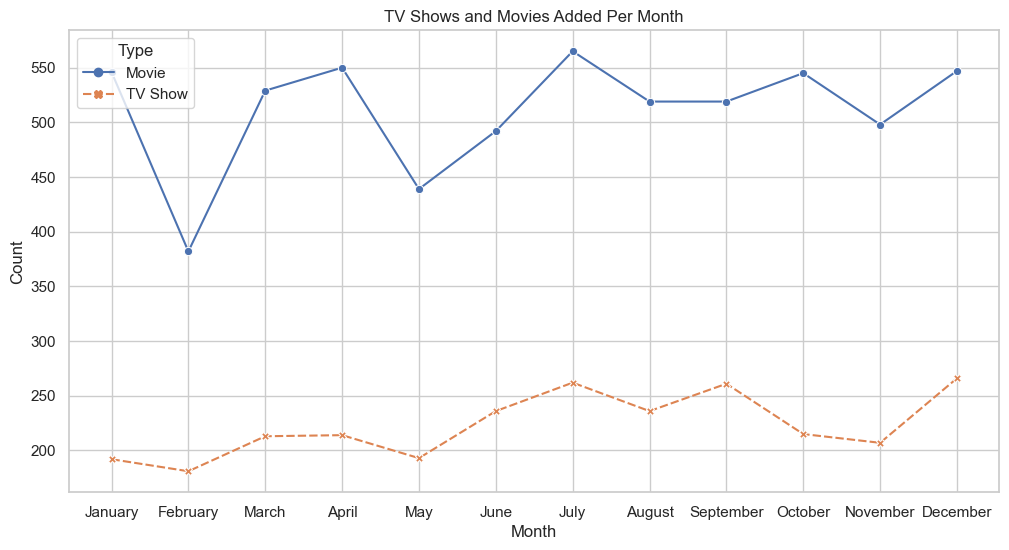 TV Shows and Movies Added Per Month
Type
Movie
TV Show
550
500
450
400
350
300
250
200
Count
January February March April May June July August September October November December
Month